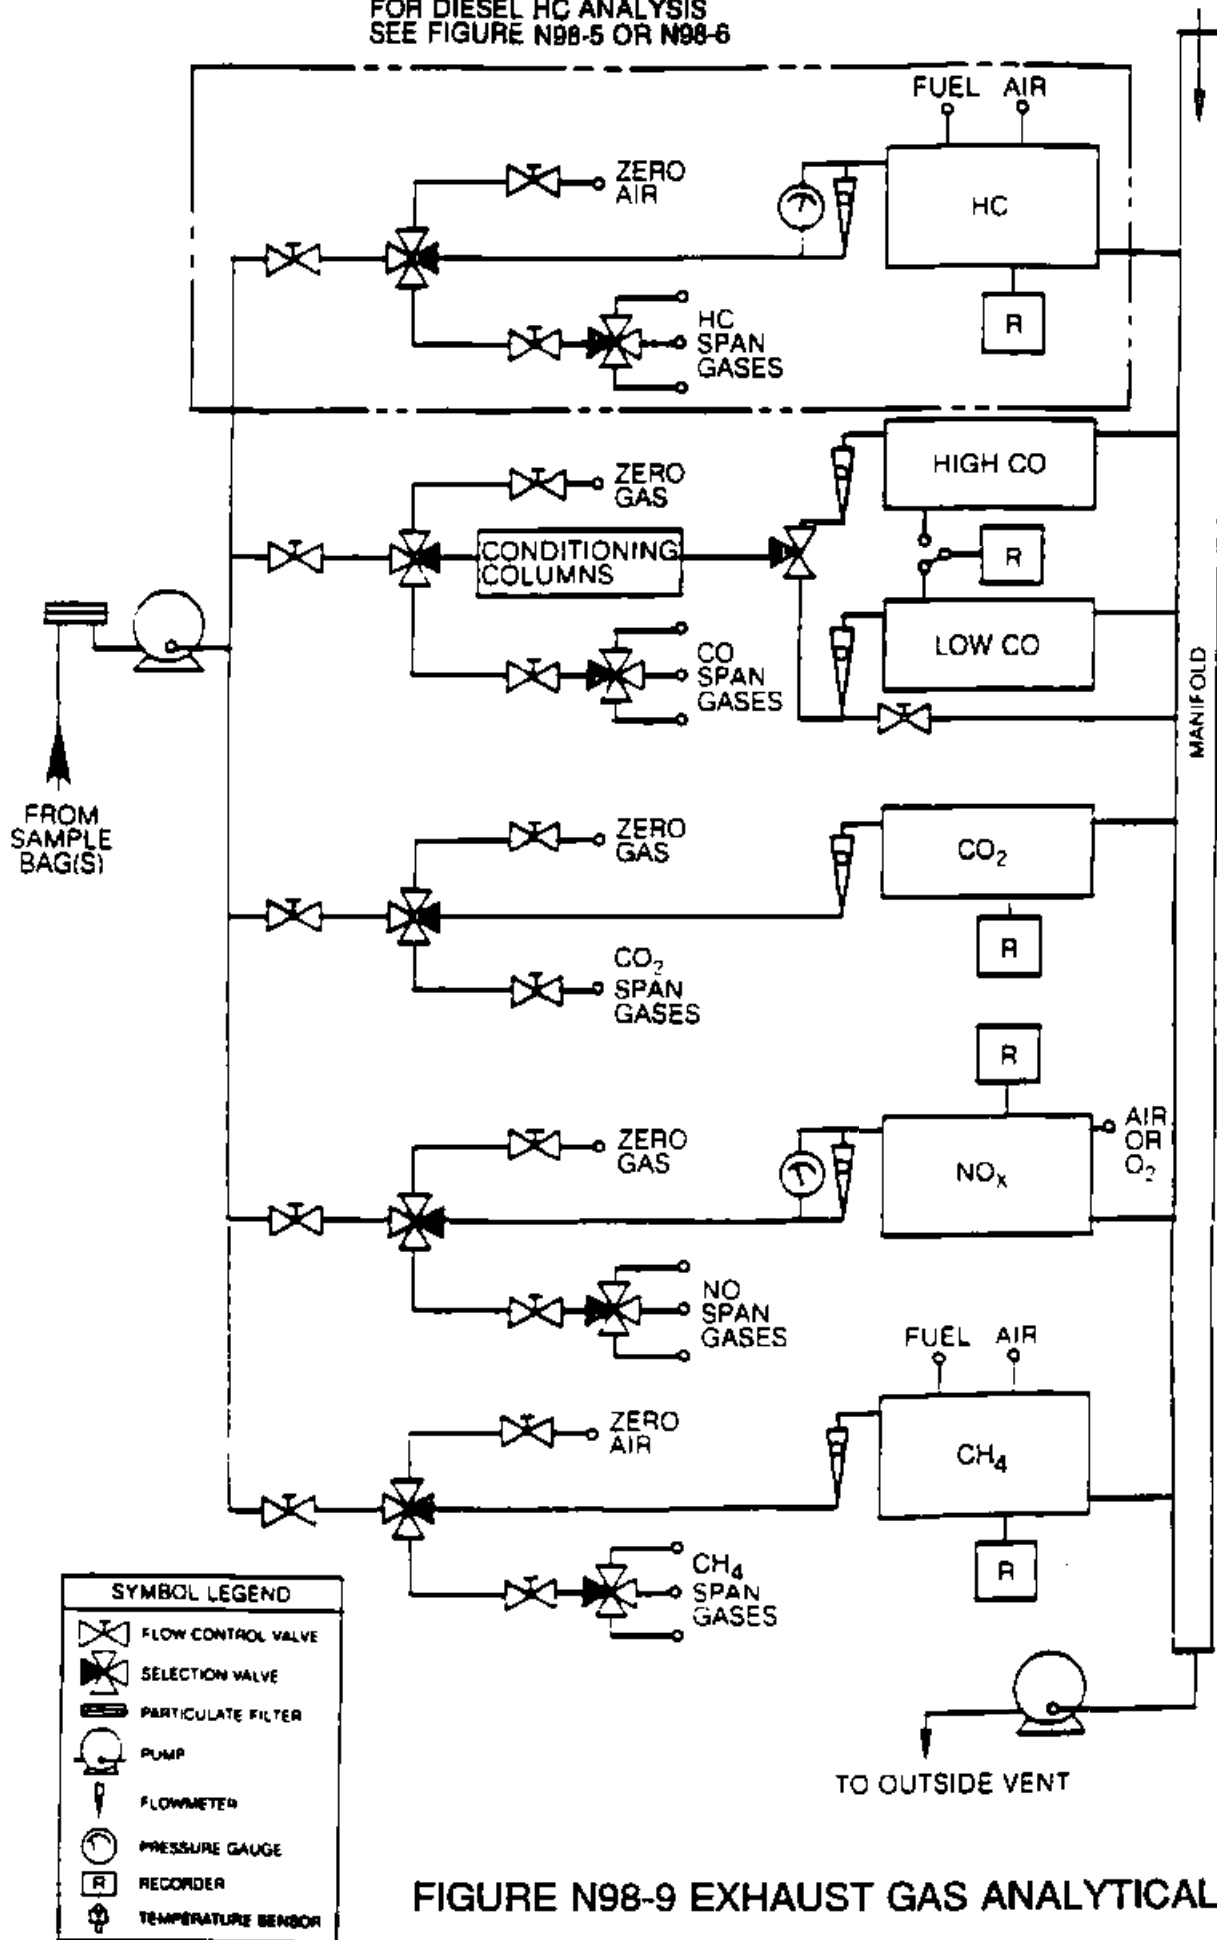 FOR DIESEL HC ANALYSIS
SEE FIGURE N98-5 OR N98-6
FUEL AIR
ZERO
AIR
HC
HC
SPAN
GASES
R
ZERO
GAS
HIGH CO
CONDITIONING
COLUMNS
R
CO
SPAN
GASES
LOW CO
MANIFOLD
FROM
SAMPLE
BAG(S)
ZERO
GAS
CO₂
R
CO₂
SPAN
GASES
R
ZERO
GAS
NOₓ
AIR
OR
O₂
NO
SPAN
GASES
FUEL AIR
ZERO
AIR
CH₄
CH₄
SPAN
GASES
R
SYMBOL LEGEND
FLOW CONTROL VALVE
SELECTION VALVE
PARTICULATE FILTER
PUMP
FLOWMETER
PRESSURE GAUGE
R RECORDER
TEMPERATURE SENSOR
TO OUTSIDE VENT
FIGURE N98-9 EXHAUST GAS ANALYTICAL